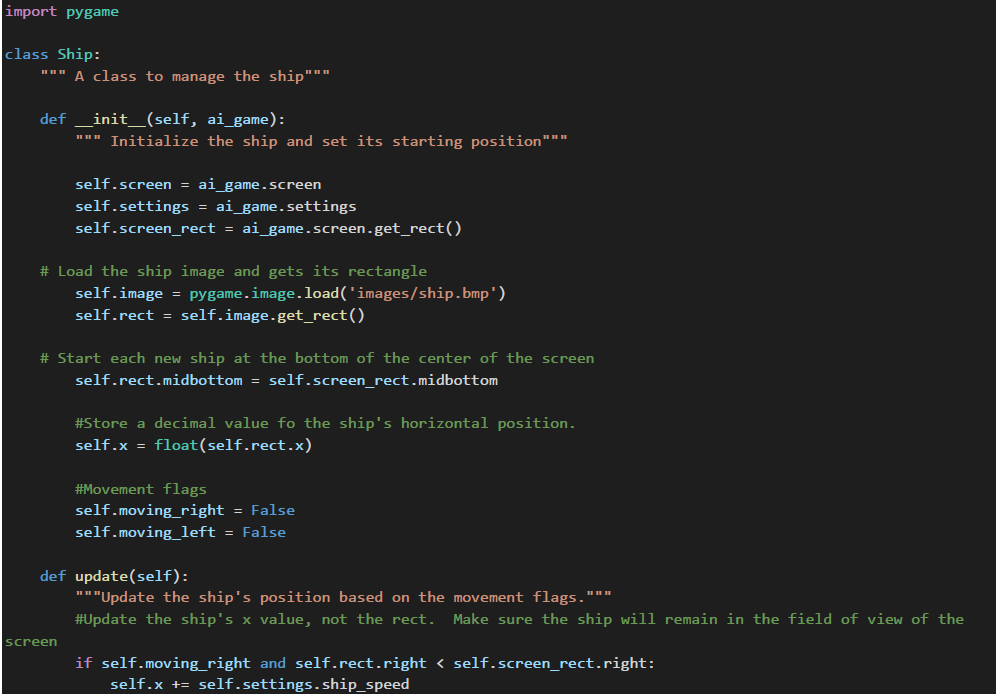 import pygame

class Ship:
    """ A class to manage the ship"""

    def __init__(self, ai_game):
        """ Initialize the ship and set its starting position"""

        self.screen = ai_game.screen
        self.settings = ai_game.settings
        self.screen_rect = ai_game.screen.get_rect()

    # Load the ship image and gets its rectangle
        self.image = pygame.image.load('images/ship.bmp')
        self.rect = self.image.get_rect()

    # Start each new ship at the bottom of the center of the screen
        self.rect.midbottom = self.screen_rect.midbottom

        #Store a decimal value fo the ship's horizontal position.
        self.x = float(self.rect.x)

        #Movement flags
        self.moving_right = False
        self.moving_left = False

    def update(self):
        """Update the ship's position based on the movement flags."""
        #Update the ship's x value, not the rect.  Make sure the ship will remain in the field of view of the
screen
        if self.moving_right and self.rect.right < self.screen_rect.right:
            self.x += self.settings.ship_speed